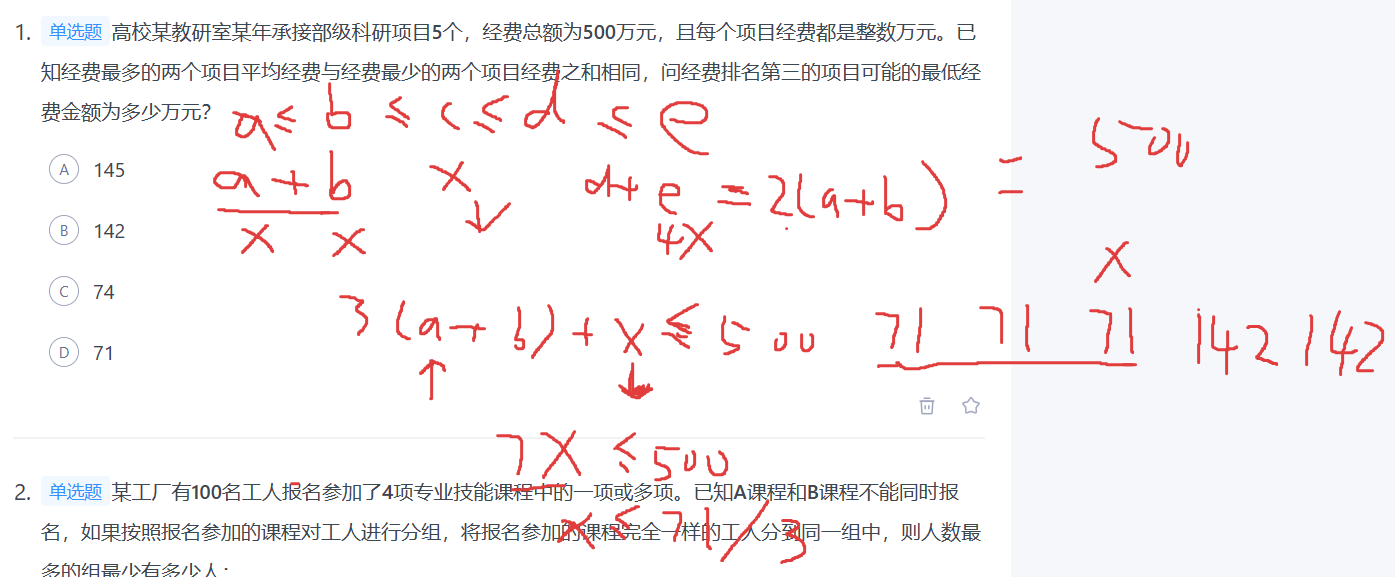 1. 单选题 高校某教研室某年承接部级科研项目5个，经费总额为500万元，且每个项目经费都是整数万元。已
知经费最多的两个项目平均经费与经费最少的两个项目经费之和相同，问经费排名第三的项目可能的最低经
费金额为多少万元？
a ≤ b ≤ c ≤ d ≤ e
A 145
a + b x d + e = 2(a+b) = 500
B 142
x x 4x
x
C 74
3(a+b) + x ≤ 500 71 71 71 142 142
D 71
7x ≤ 500
2. 单选题 某工厂有100名工人报名参加了4项专业技能课程中的一项或多项。已知A课程和B课程不能同时报
名，如果按照报名参加的课程对工人进行分组，将报名参加的课程完全一样的工人分到同一组中，则人数最
x ≤ 71/3
多的组最少有多少人：